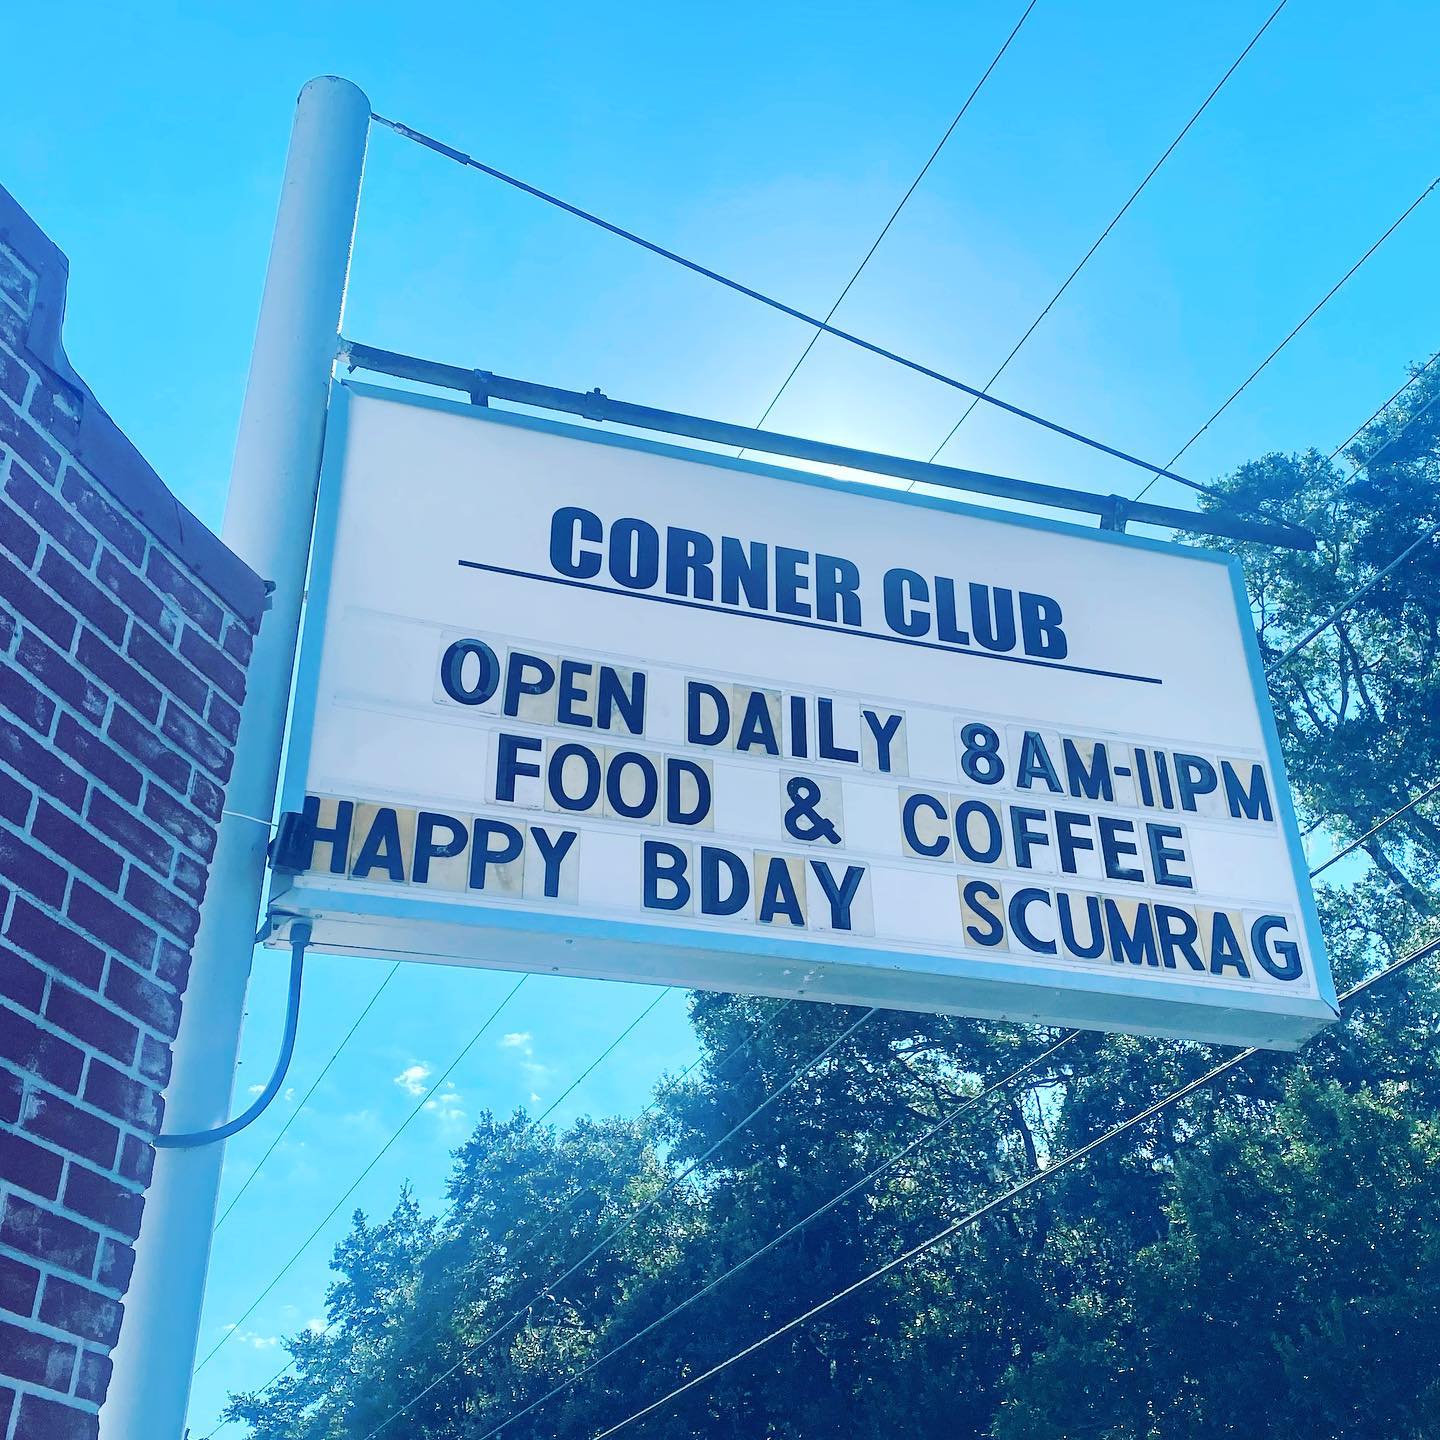 CORNER CLUB
OPEN DAILY 8AM-11PM
FOOD & COFFEE
HAPPY BDAY SCUMRAG